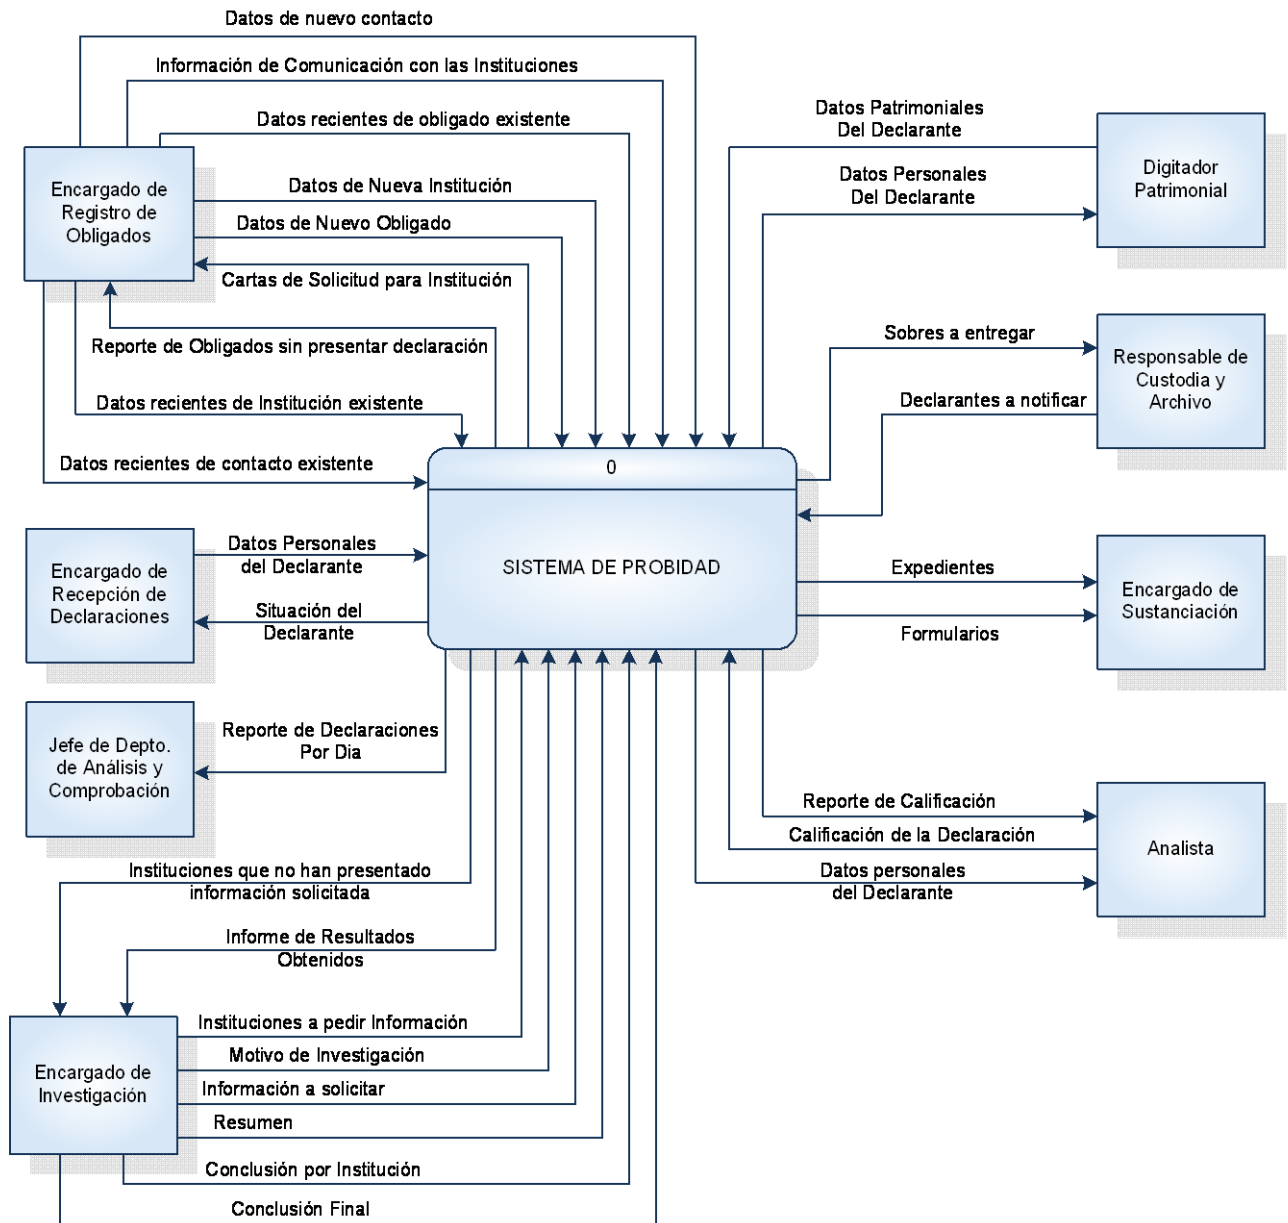 Datos de nuevo contacto
Información de Comunicación con las Instituciones
Datos recientes de obligado existente
Encargado de
Registro de
Obligados
Datos de Nueva Institución
Datos de Nuevo Obligado
Cartas de Solicitud para Institución
Reporte de Obligados sin presentar declaración
Datos recientes de Institución existente
Datos recientes de contacto existente
Datos Patrimoniales
Del Declarante
Datos Personales
Del Declarante
Digitador
Patrimonial
Sobres a entregar
Declarantes a notificar
Responsable de
Custodia y
Archivo
0
SISTEMA DE PROBIDAD
Encargado de
Recepción de
Declaraciones
Datos Personales
del Declarante
Situación del
Declarante
Expedientes
Formularios
Encargado de
Sustanciación
Jefe de Depto.
de Análisis y
Comprobación
Reporte de Declaraciones
Por Dia
Reporte de Calificación
Calificación de la Declaración
Datos personales
del Declarante
Analista
Instituciones que no han presentado
información solicitada
Informe de Resultados
Obtenidos
Encargado de
Investigación
Instituciones a pedir Información
Motivo de Investigación
Información a solicitar
Resumen
Conclusión por Institución
Conclusión Final